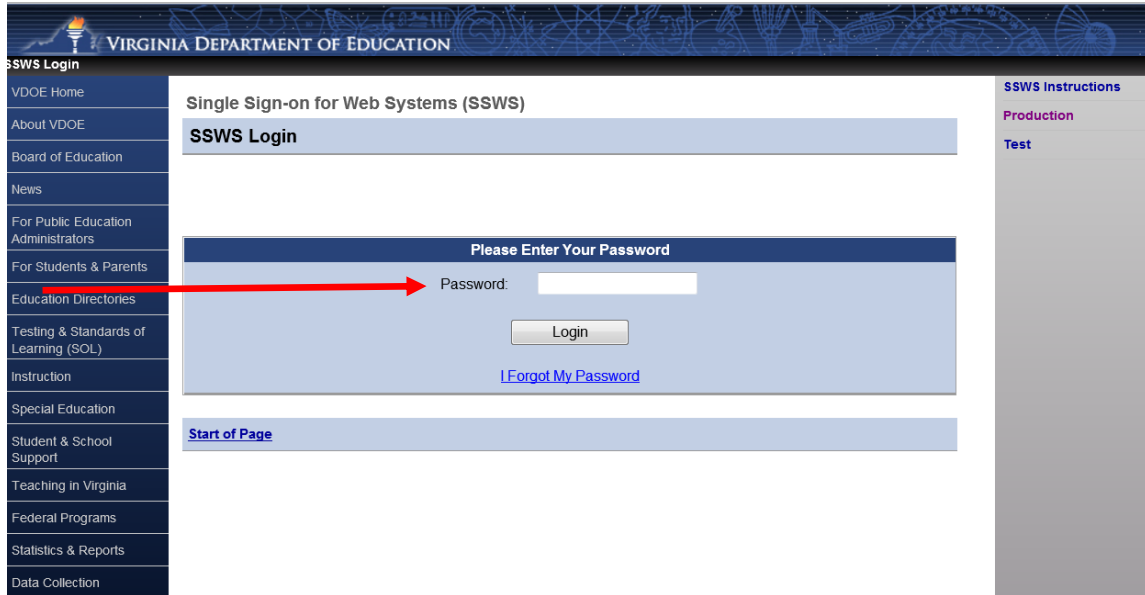 VIRGINIA DEPARTMENT OF EDUCATION
SSWS Login
VDOE Home
About VDOE
Board of Education
News
For Public Education
Administrators
For Students & Parents
Education Directories
Testing & Standards of
Learning (SOL)
Instruction
Special Education
Student & School
Support
Teaching in Virginia
Federal Programs
Statistics & Reports
Data Collection
Single Sign-on for Web Systems (SSWS)
SSWS Login
Please Enter Your Password
Password:
Login
I Forgot My Password
Start of Page
SSWS Instructions
Production
Test